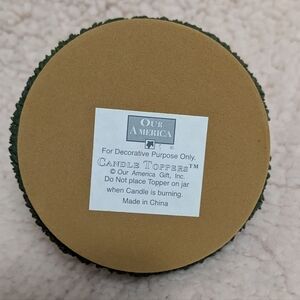 OUR
AMERICA
For Decorative Purpose Only.
CANDLE TOPPERS™
© Our America Gift, Inc.
Do Not place Topper on jar
when Candle is burning.
Made in China